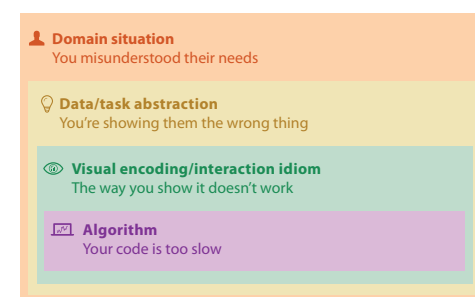 Domain situation
You misunderstood their needs
Data/task abstraction
You're showing them the wrong thing
Visual encoding/interaction idiom
The way you show it doesn't work
Algorithm
Your code is too slow